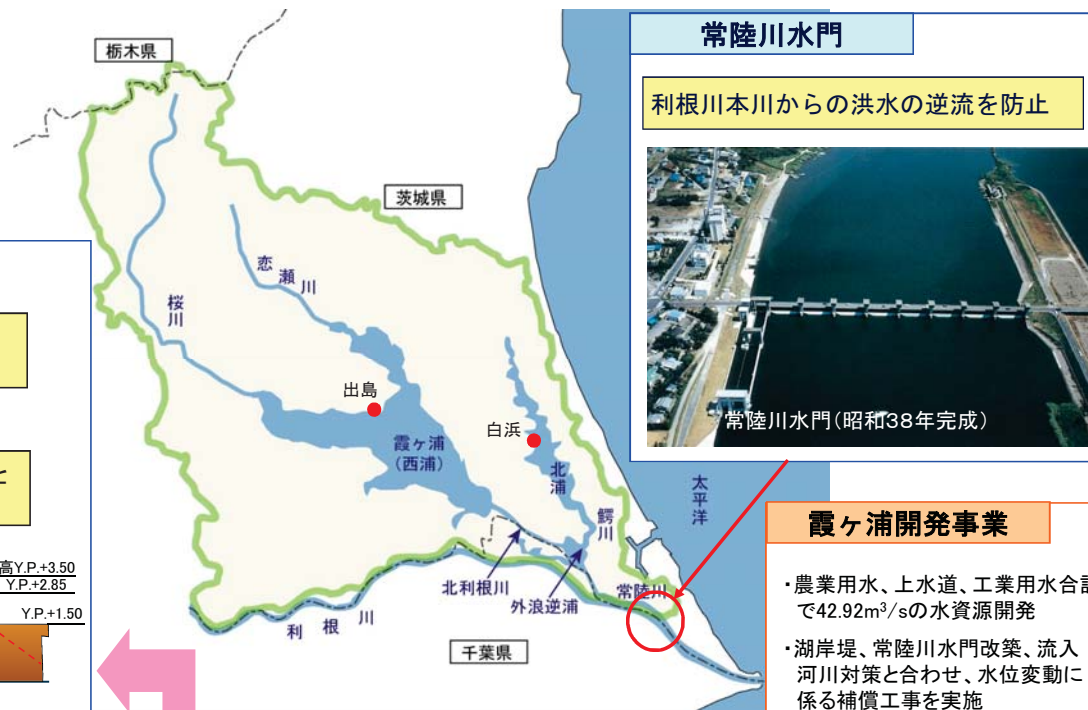 栃木県
茨城県
恋瀬川
桜川
出島
白浜
霞ヶ浦
(西浦)
北浦
鰐川
太平洋
北利根川
外浪逆浦
常陸川
利根川
千葉県
常陸川水門
利根川本川からの洪水の逆流を防止
常陸川水門(昭和38年完成)
霞ヶ浦開発事業
・農業用水、上水道、工業用水合計
で42.92m³/sの水資源開発
・湖岸堤、常陸川水門改築、流入
河川対策と合わせ、水位変動に
係る補償工事を実施
と
高Y.P.+3.50
Y.P.+2.85
Y.P.+1.50